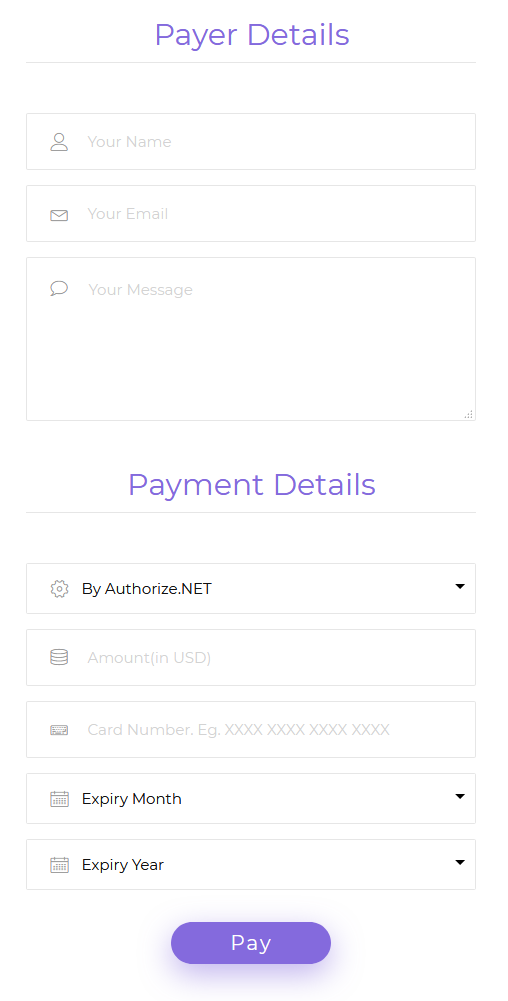 Payer Details
Your Name
Your Email
Your Message
Payment Details
By Authorize.NET
Amount(in USD)
Card Number. Eg. XXXX XXXX XXXX XXXX
Expiry Month
Expiry Year
Pay